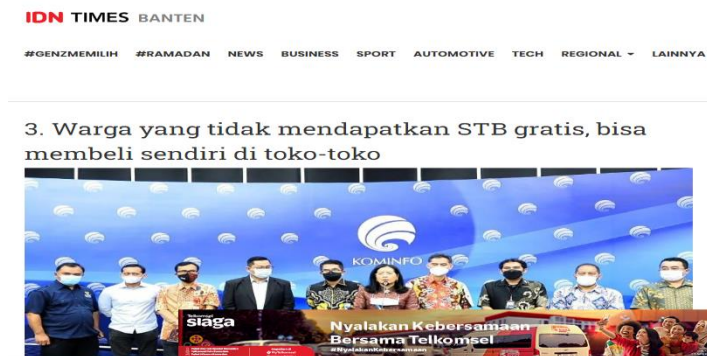 IDN TIMES BANTEN
#GENZMEMILIH #RAMADAN NEWS BUSINESS SPORT AUTOMOTIVE TECH REGIONAL LAINNYA
3. Warga yang tidak mendapatkan STB gratis, bisa
membeli sendiri di toko-toko
KOMINFO
Telkomsel
siaga
Nyalakan Kebersamaan
Bersama Telkomsel
#NyalakanKebersamaan